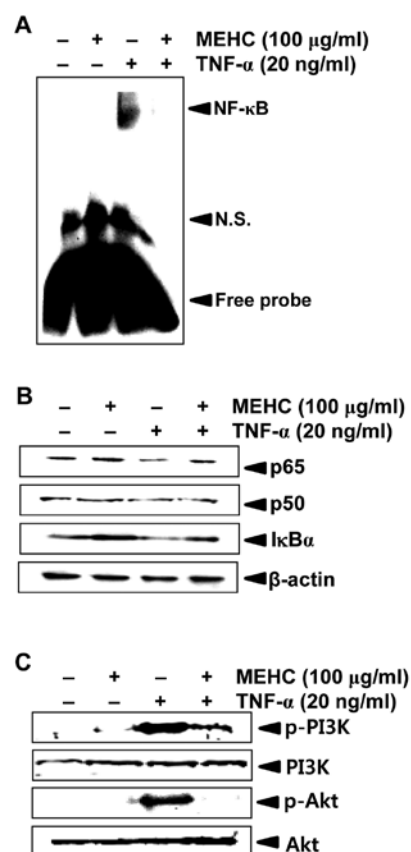 A
– + – + MEHC (100 μg/ml)
– – + + TNF-α (20 ng/ml)
NF-κB
N.S.
Free probe
B
– + – + MEHC (100 μg/ml)
– – + + TNF-α (20 ng/ml)
p65
p50
IκBα
β-actin
C
– + – + MEHC (100 μg/ml)
– – + + TNF-α (20 ng/ml)
p-PI3K
PI3K
p-Akt
Akt